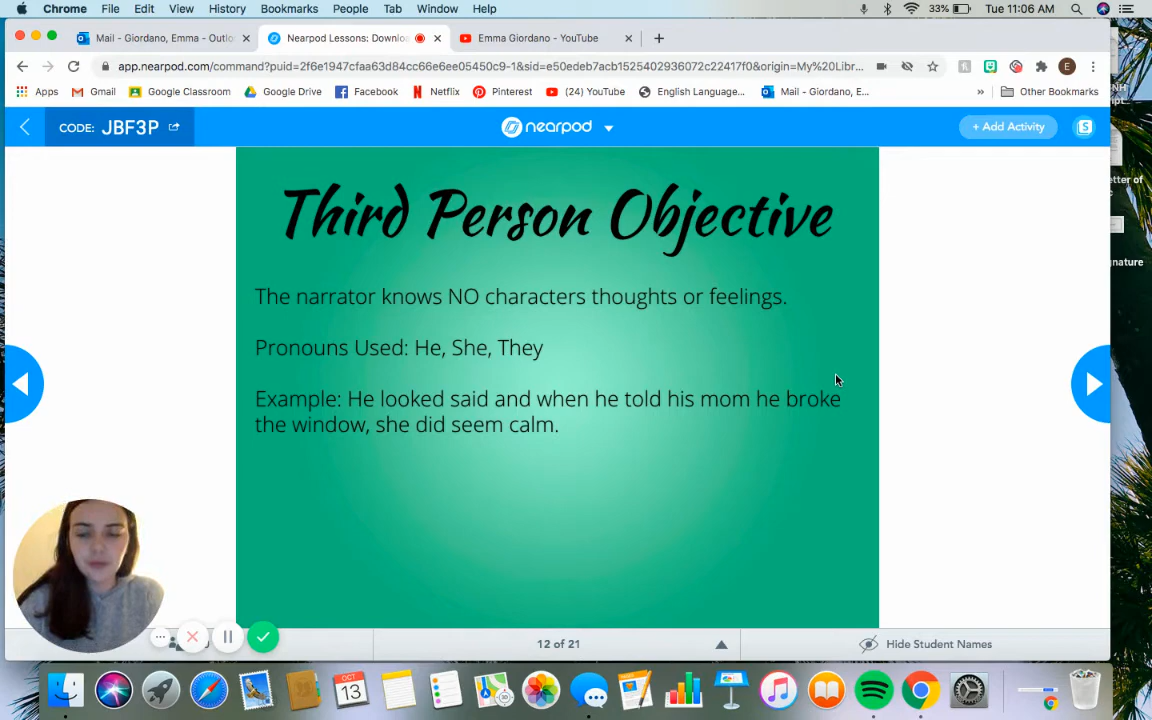 Chrome File Edit View History Bookmarks People Tab Window Help 33% Tue 11:06 AM
Mail - Giordano, Emma - Outlo
Nearpod Lessons: Downloa
Emma Giordano - YouTube
app.nearpod.com/command?puid=2f6e1947cfaa63d84cc66e6ee05450c9-1&sid=e50edeb7acb1525402936072c22417f0&origin=My%20Libr...
E
Apps Gmail Google Classroom Google Drive Facebook Netflix Pinterest (24) YouTube English Language... Mail - Giordano, E... » Other Bookmarks
CODE: JBF3P
nearpod
+ Add Activity
S
etter of
gnature
Third Person Objective
The narrator knows NO characters thoughts or feelings.
Pronouns Used: He, She, They
Example: He looked said and when he told his mom he broke
the window, she did seem calm.
12 of 21
Hide Student Names
OCT
13